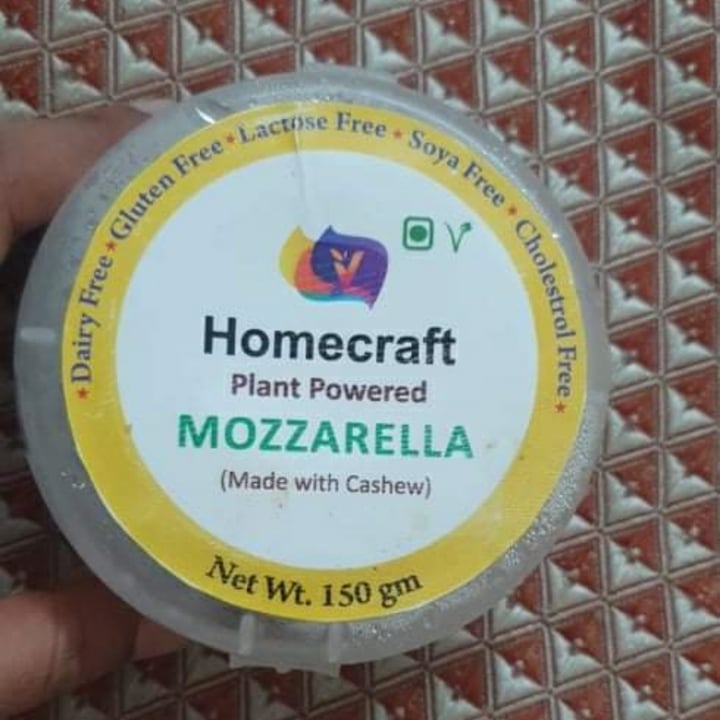 *Dairy Free*Gluten Free*Lactose Free*Soya Free*Cholestrol Free*
V
Homecraft
Plant Powered
MOZZARELLA
(Made with Cashew)
Net Wt. 150 gm